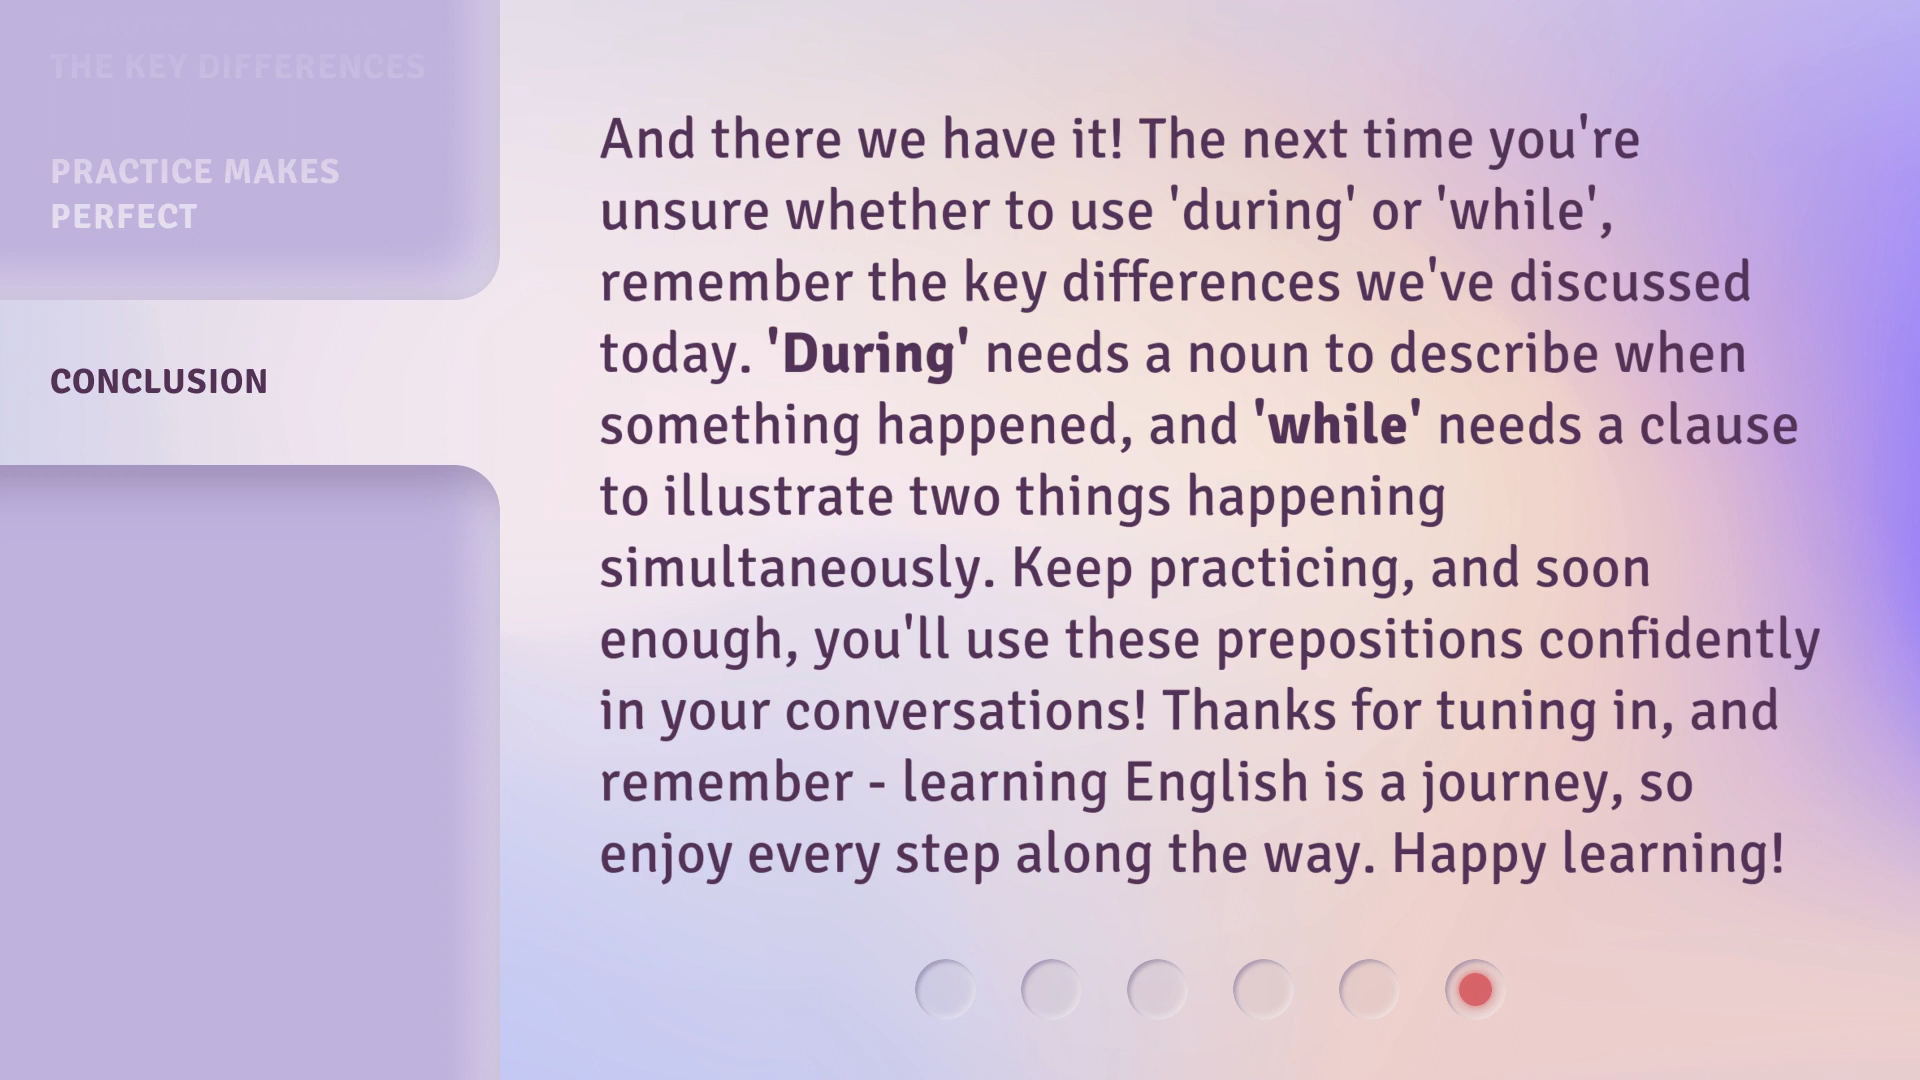 THE KEY DIFFERENCES
PRACTICE MAKES
PERFECT
CONCLUSION
And there we have it! The next time you're
unsure whether to use 'during' or 'while',
remember the key differences we've discussed
today. 'During' needs a noun to describe when
something happened, and 'while' needs a clause
to illustrate two things happening
simultaneously. Keep practicing, and soon
enough, you'll use these prepositions confidently
in your conversations! Thanks for tuning in, and
remember - learning English is a journey, so
enjoy every step along the way. Happy learning!